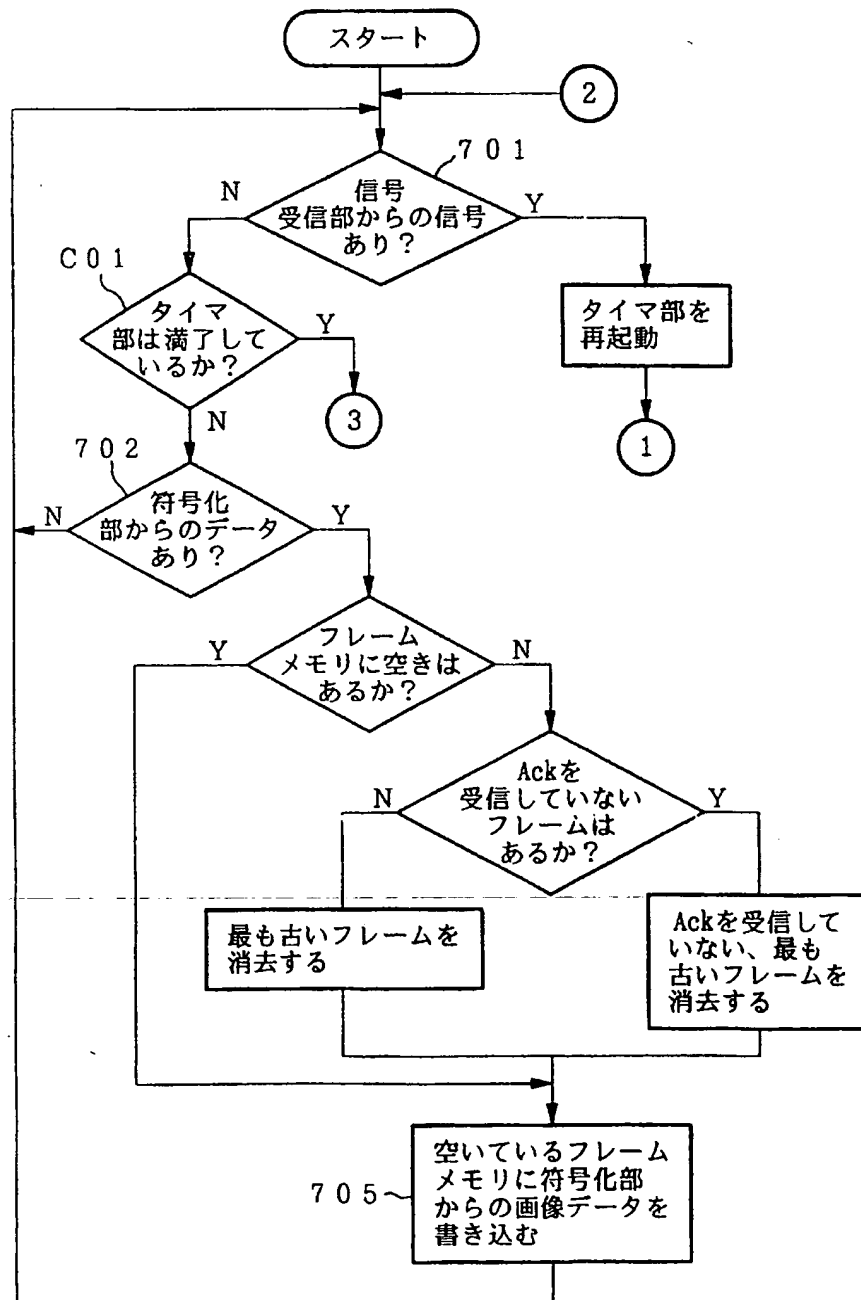 スタート
2
701
信号
受信部からの信号
あり？
N
Y
C01
タイマ
部は満了して
いるか？
Y
N
タイマ部を
再起動
3
1
702
符号化
部からのデータ
あり？
N
Y
フレーム
メモリに空きは
あるか？
Y
N
Ackを
受信していない
フレームは
あるか？
N
Y
最も古いフレームを
消去する
Ackを受信して
いない、最も
古いフレームを
消去する
705
空いているフレーム
メモリに符号化部
からの画像データを
書き込む